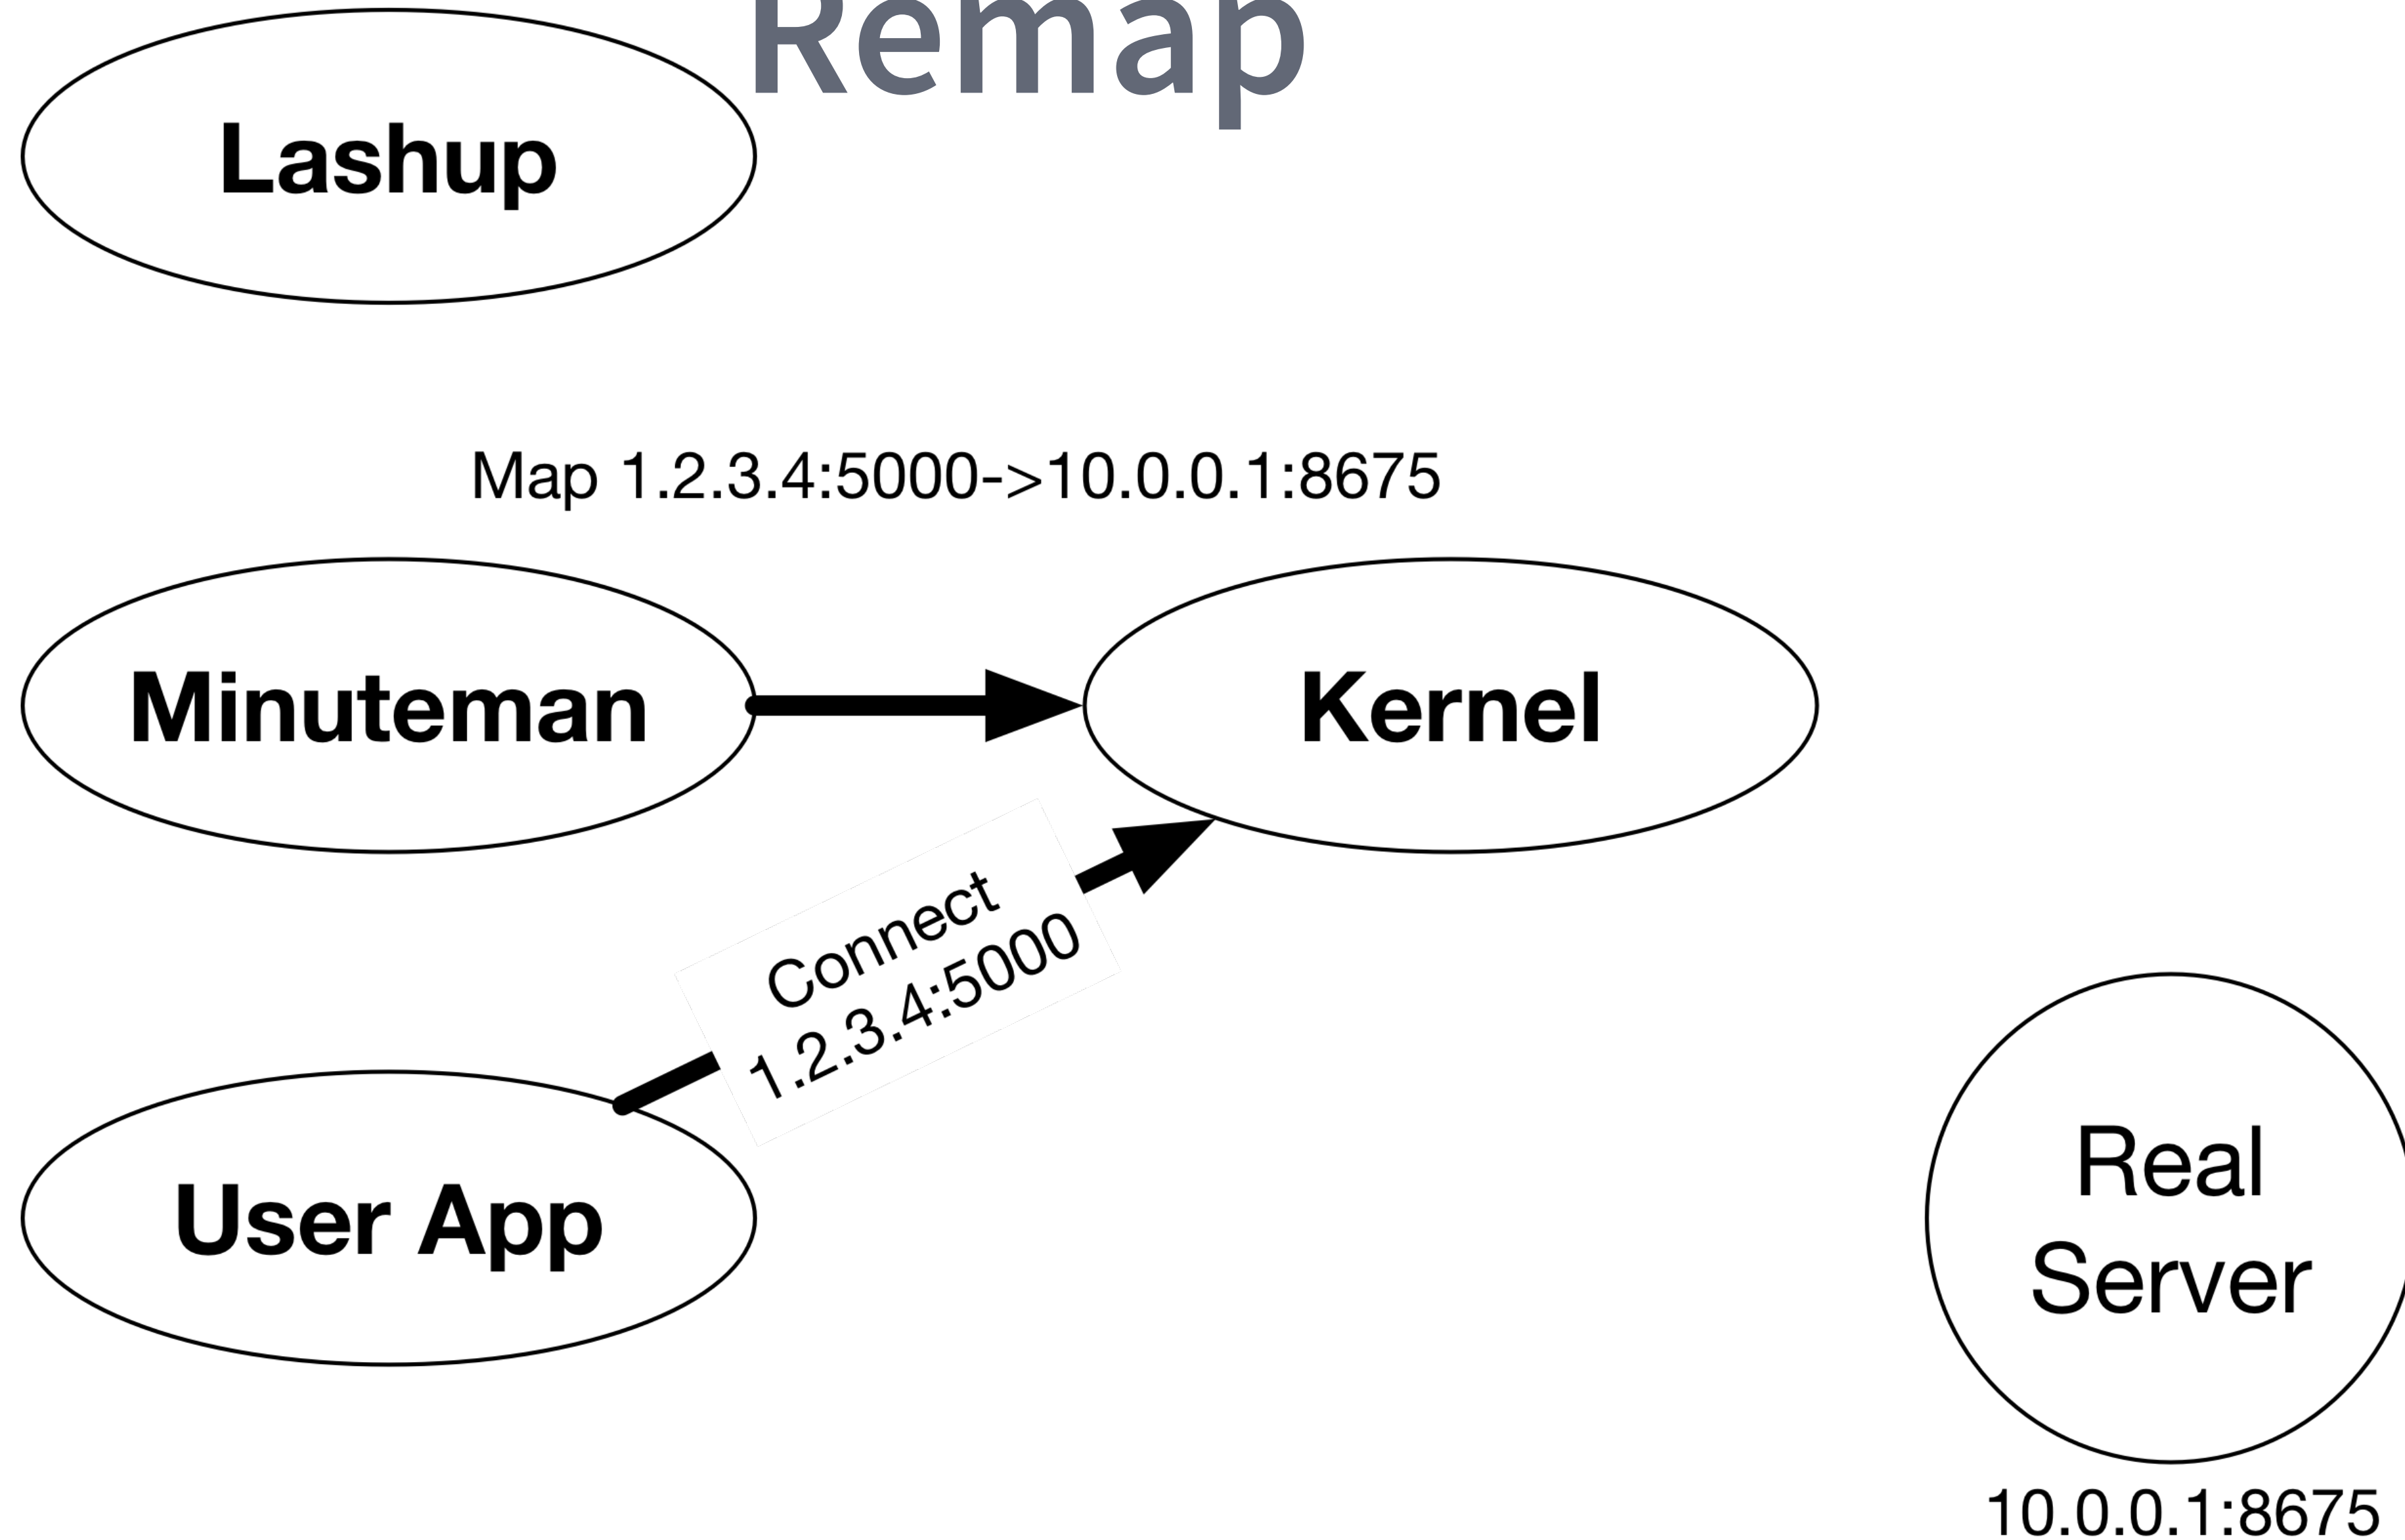 Remap
Lashup
Map 1.2.3.4:5000->10.0.0.1:8675
Minuteman
Kernel
Connect
1.2.3.4:5000
User App
Real
Server
10.0.0.1:8675